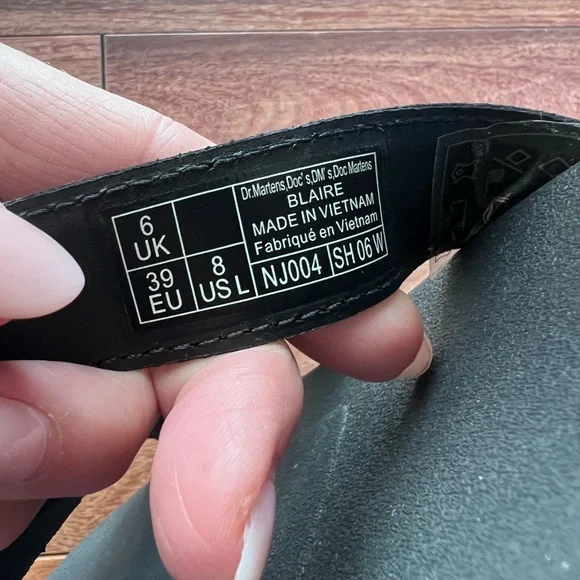 6
UK
39
EU
8
US L
Dr.Martens,Doc's,DM's,Doc Martens
BLAIRE
MADE IN VIETNAM
Fabriqué en Vietnam
NJ004
SH 06 W